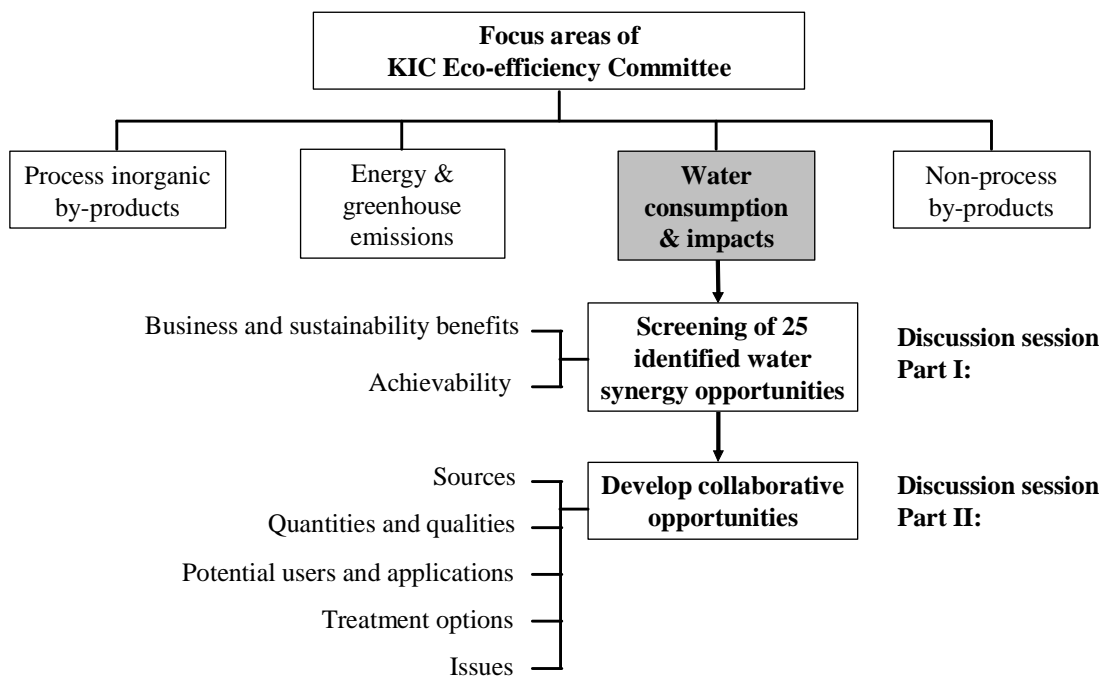 Focus areas of
KIC Eco-efficiency Committee
Process inorganic
by-products
Energy &
greenhouse
emissions
Water
consumption
& impacts
Non-process
by-products
Business and sustainability benefits
Achievability
Screening of 25
identified water
synergy opportunities
Discussion session
Part I:
Sources
Quantities and qualities
Potential users and applications
Treatment options
Issues
Develop collaborative
opportunities
Discussion session
Part II: